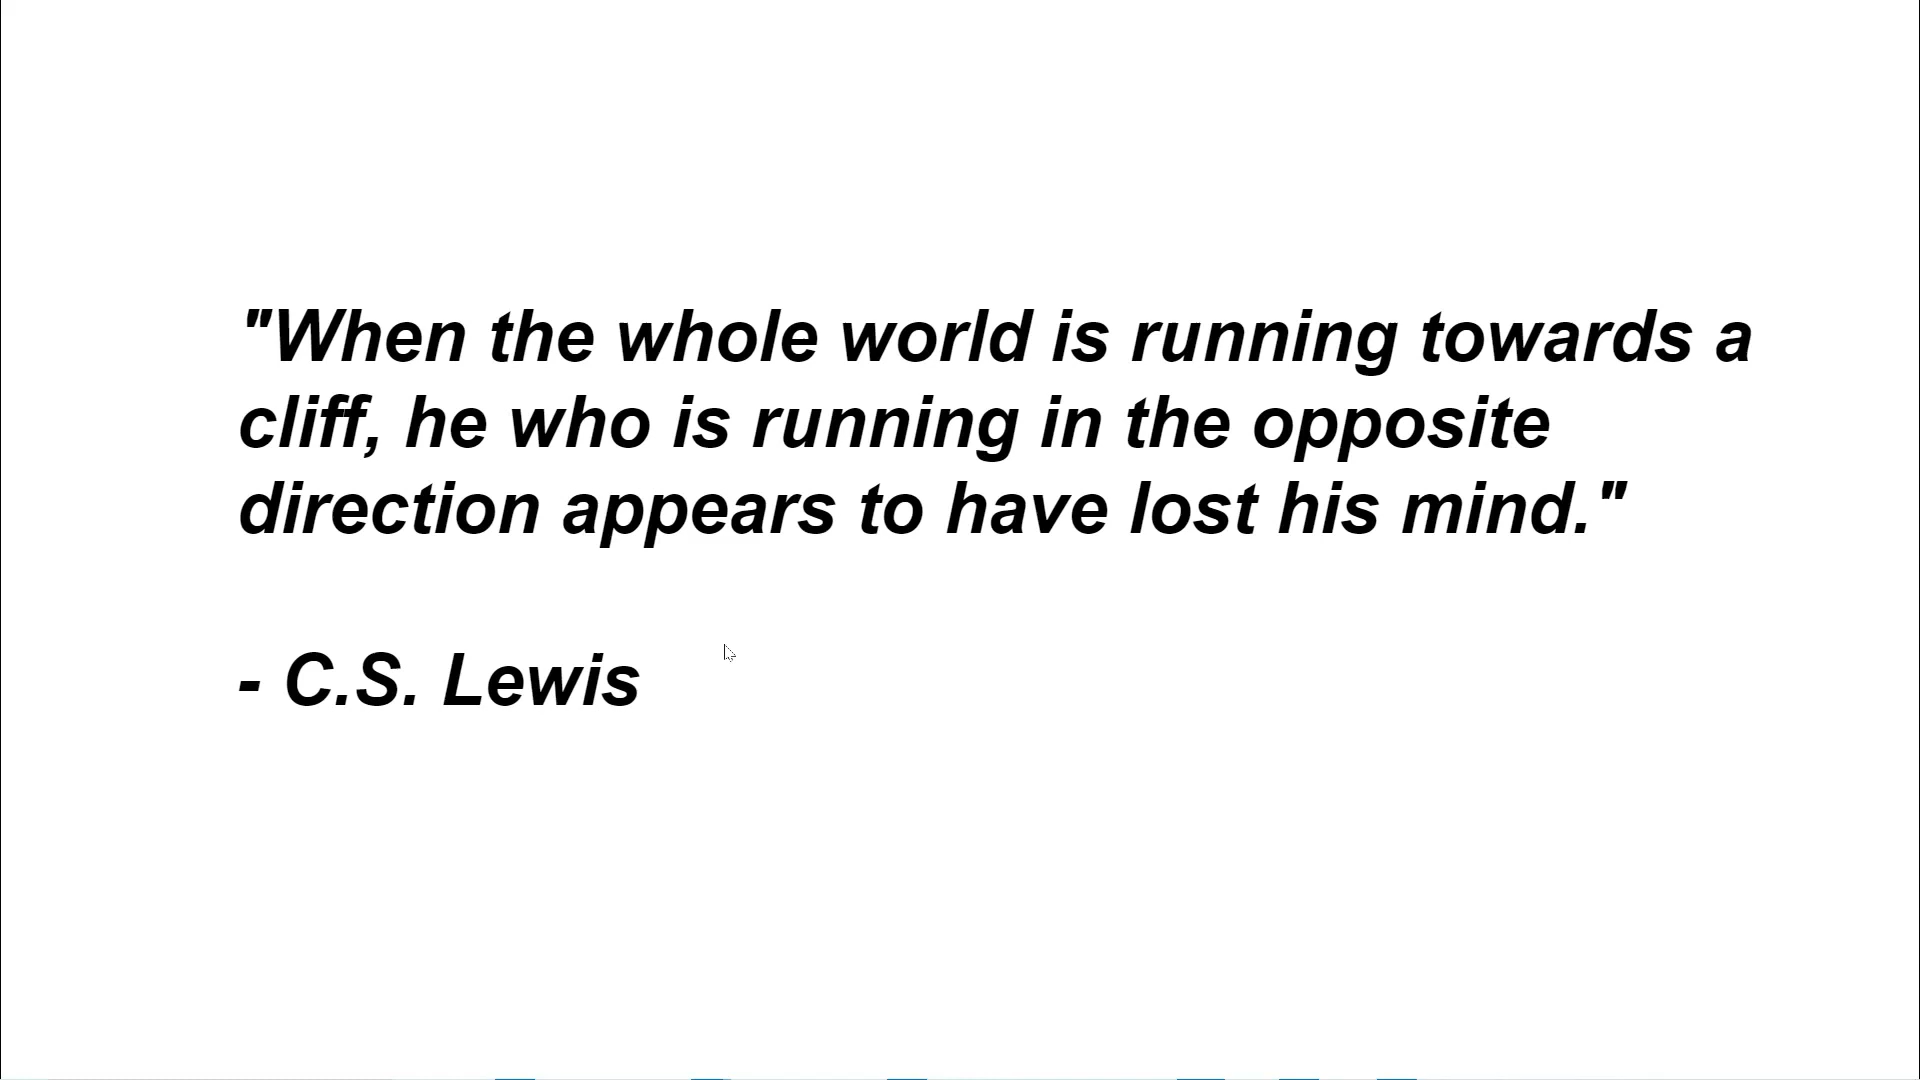 "When the whole world is running towards a
cliff, he who is running in the opposite
direction appears to have lost his mind."
- C.S. Lewis